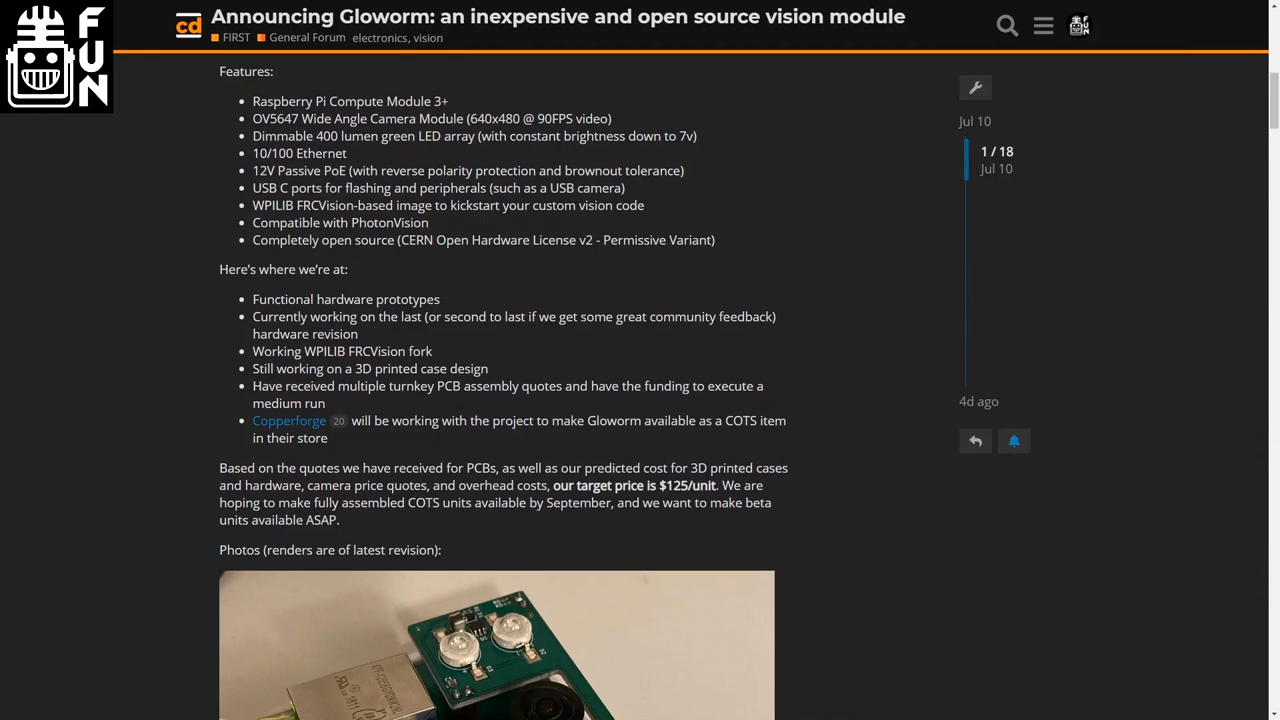 Announcing Gloworm: an inexpensive and open source vision module
cd
FIRST General Forum electronics, vision
FUN
Features:
Raspberry Pi Compute Module 3+
OV5647 Wide Angle Camera Module (640x480 @ 90FPS video)
Dimmable 400 lumen green LED array (with constant brightness down to 7v)
10/100 Ethernet
12V Passive PoE (with reverse polarity protection and brownout tolerance)
USB C ports for flashing and peripherals (such as a USB camera)
WPILIB FRCVision-based image to kickstart your custom vision code
Compatible with PhotonVision
Completely open source (CERN Open Hardware License v2 - Permissive Variant)
Here's where we're at:
Functional hardware prototypes
Currently working on the last (or second to last if we get some great community feedback)
hardware revision
Working WPILIB FRCVision fork
Still working on a 3D printed case design
Have received multiple turnkey PCB assembly quotes and have the funding to execute a
medium run
Copperforge 20 will be working with the project to make Gloworm available as a COTS item
in their store
Based on the quotes we have received for PCBs, as well as our predicted cost for 3D printed cases
and hardware, camera price quotes, and overhead costs, our target price is $125/unit. We are
hoping to make fully assembled COTS units available by September, and we want to make beta
units available ASAP.
Photos (renders are of latest revision):
Jul 10
1 / 18
Jul 10
4d ago